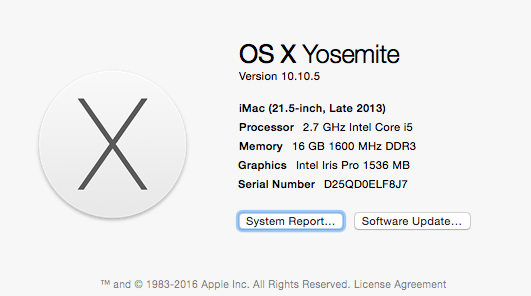 OS X Yosemite
Version 10.10.5
iMac (21.5-inch, Late 2013)
Processor 2.7 GHz Intel Core i5
Memory 16 GB 1600 MHz DDR3
Graphics Intel Iris Pro 1536 MB
Serial Number D25QD0ELF8J7
System Report... Software Update...
™ and © 1983-2016 Apple Inc. All Rights Reserved. License Agreement